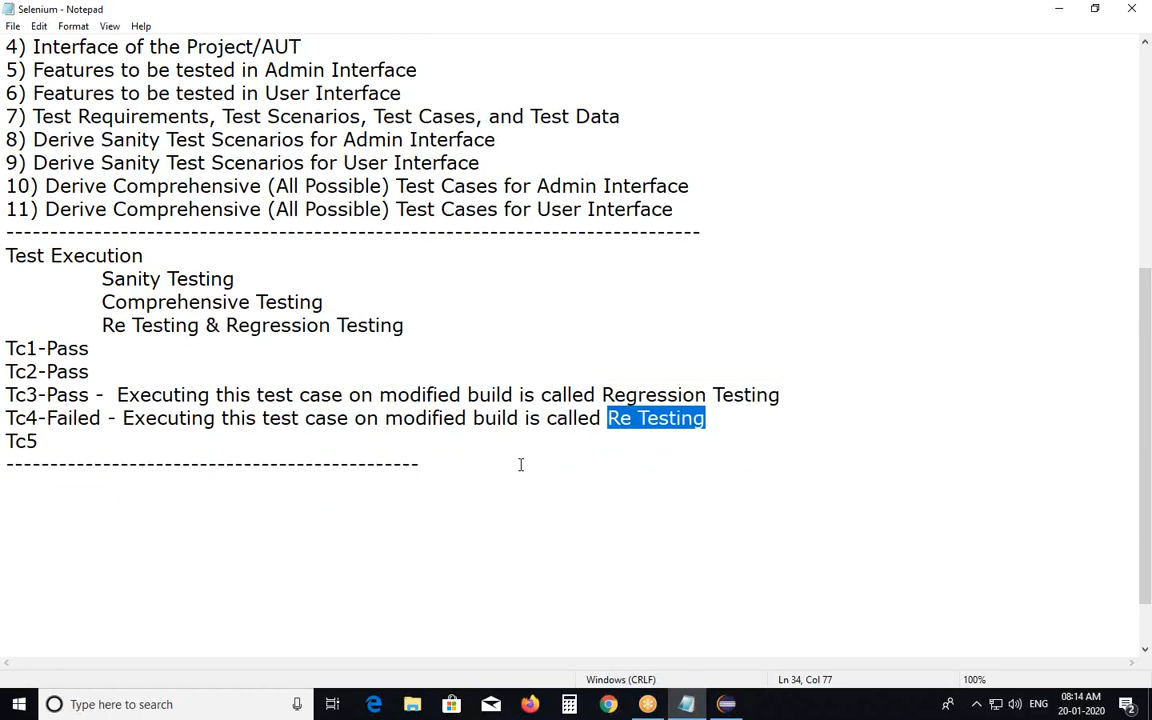 Selenium - Notepad
File Edit Format View Help
4) Interface of the Project/AUT
5) Features to be tested in Admin Interface
6) Features to be tested in User Interface
7) Test Requirements, Test Scenarios, Test Cases, and Test Data
8) Derive Sanity Test Scenarios for Admin Interface
9) Derive Sanity Test Scenarios for User Interface
10) Derive Comprehensive (All Possible) Test Cases for Admin Interface
11) Derive Comprehensive (All Possible) Test Cases for User Interface
-------------------------------------------------------------------------------
Test Execution
Sanity Testing
Comprehensive Testing
Re Testing & Regression Testing
Tc1-Pass
Tc2-Pass
Tc3-Pass -  Executing this test case on modified build is called Regression Testing
Tc4-Failed - Executing this test case on modified build is called Re Testing
Tc5
-----------------------------------------------
Windows (CRLF) Ln 34, Col 77 100%
Type here to search ENG 08:14 AM
20-01-2020 2